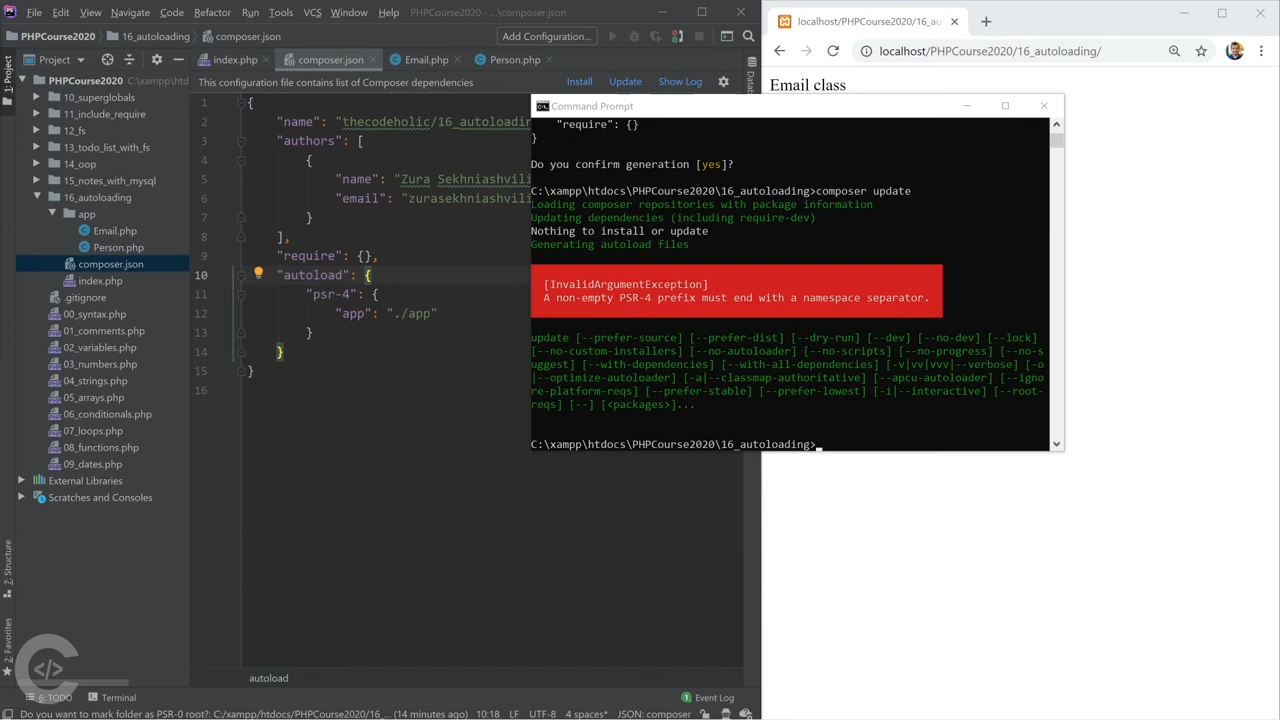 File Edit View Navigate Code Refactor Run Tools VCS Window Help PHPCourse2020 - ...\composer.json
PHPCourse2020 16_autoloading composer.json Add Configuration...
Project
index.php composer.json Email.php Person.php
This configuration file contains list of Composer dependencies Install Update Show Log
1: Project
PHPCourse2020 C:\xampp\htd
10_superglobals
11_include_require
12_fs
13_todo_list_with_fs
14_oop
15_notes_with_mysql
16_autoloading
app
Email.php
Person.php
composer.json
index.php
.gitignore
00_syntax.php
01_comments.php
02_variables.php
03_numbers.php
04_strings.php
05_arrays.php
06_conditionals.php
07_loops.php
08_functions.php
09_dates.php
External Libraries
Scratches and Consoles
7: Structure
2: Favorites
1 {
2 "name": "thecodeholic/16_autoloading
3 "authors": [
4 {
5 "name": "Zura Sekhniashvili
6 "email": "zurasekhniashvili
7 }
8 ],
9 "require": {},
10 "autoload": {
11 "psr-4": {
12 "app": "./app"
13 }
14 }
15 }
16
autoload
6: TODO Terminal
1 Event Log
Do you want to mark folder as PSR-0 root?: C:/xampp/htdocs/PHPCourse2020/16_... (14 minutes ago) 10:18 LF UTF-8 4 spaces* JSON: composer
Databa
localhost/PHPCourse2020/16_au
localhost/PHPCourse2020/16_autoloading/
Email class
Command Prompt
"require": {}
}
Do you confirm generation [yes]?
C:\xampp\htdocs\PHPCourse2020\16_autoloading>composer update
Loading composer repositories with package information
Updating dependencies (including require-dev)
Nothing to install or update
Generating autoload files
[InvalidArgumentException]
A non-empty PSR-4 prefix must end with a namespace separator.
update [--prefer-source] [--prefer-dist] [--dry-run] [--dev] [--no-dev] [--lock]
[--no-custom-installers] [--no-autoloader] [--no-scripts] [--no-progress] [--no-s
uggest] [--with-dependencies] [--with-all-dependencies] [-v|vv|vvv|--verbose] [-o
|--optimize-autoloader] [-a|--classmap-authoritative] [--apcu-autoloader] [--igno
re-platform-reqs] [--prefer-stable] [--prefer-lowest] [-i|--interactive] [--root-
reqs] [--] [<packages>]...
C:\xampp\htdocs\PHPCourse2020\16_autoloading>